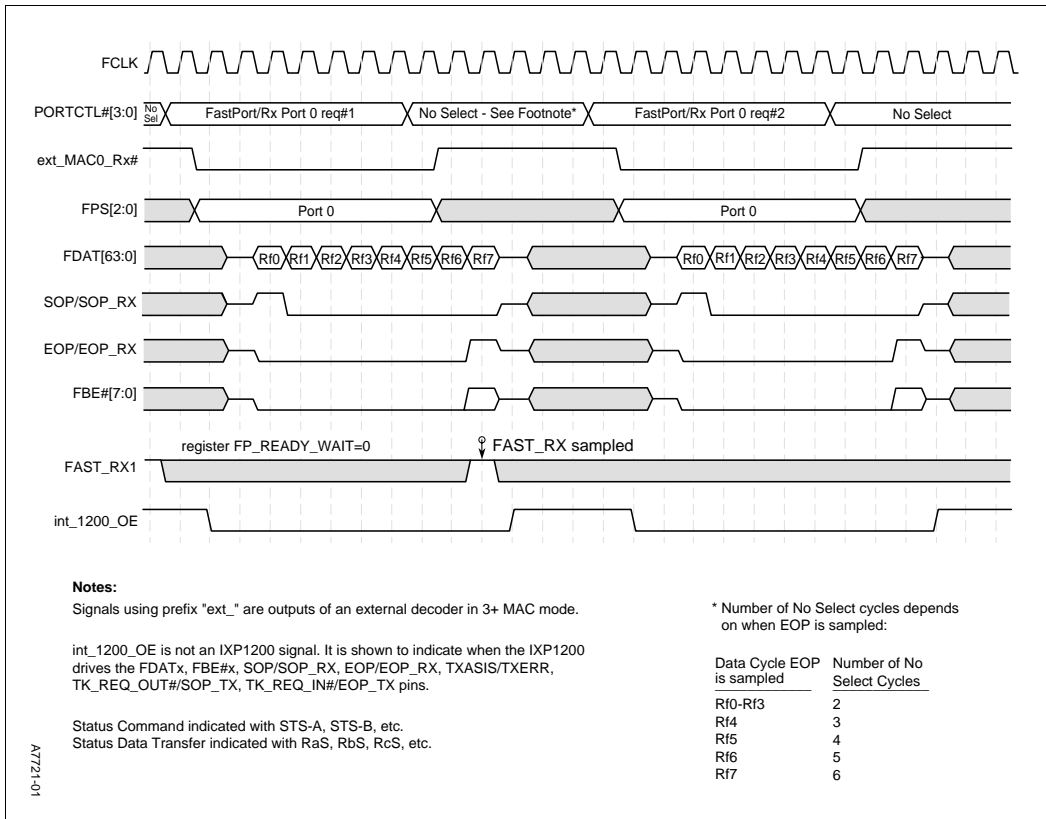 FCLK
PORTCTL#[3:0] No Sel FastPort/Rx Port 0 req#1 No Select - See Footnote* FastPort/Rx Port 0 req#2 No Select
ext_MAC0_Rx#
FPS[2:0] Port 0 Port 0
FDAT[63:0] Rf0 Rf1 Rf2 Rf3 Rf4 Rf5 Rf6 Rf7 Rf0 Rf1 Rf2 Rf3 Rf4 Rf5 Rf6 Rf7
SOP/SOP_RX
EOP/EOP_RX
FBE#[7:0]
register FP_READY_WAIT=0 FAST_RX sampled
FAST_RX1
int_1200_OE
Notes:
Signals using prefix "ext_" are outputs of an external decoder in 3+ MAC mode.
int_1200_OE is not an IXP1200 signal. It is shown to indicate when the IXP1200
drives the FDATx, FBE#x, SOP/SOP_RX, EOP/EOP_RX, TXASIS/TXERR,
TK_REQ_OUT#/SOP_TX, TK_REQ_IN#/EOP_TX pins.
Status Command indicated with STS-A, STS-B, etc.
Status Data Transfer indicated with RaS, RbS, RcS, etc.
* Number of No Select cycles depends
on when EOP is sampled:
Data Cycle EOP Number of No
is sampled Select Cycles
Rf0-Rf3 2
Rf4 3
Rf5 4
Rf6 5
Rf7 6
A7721-01